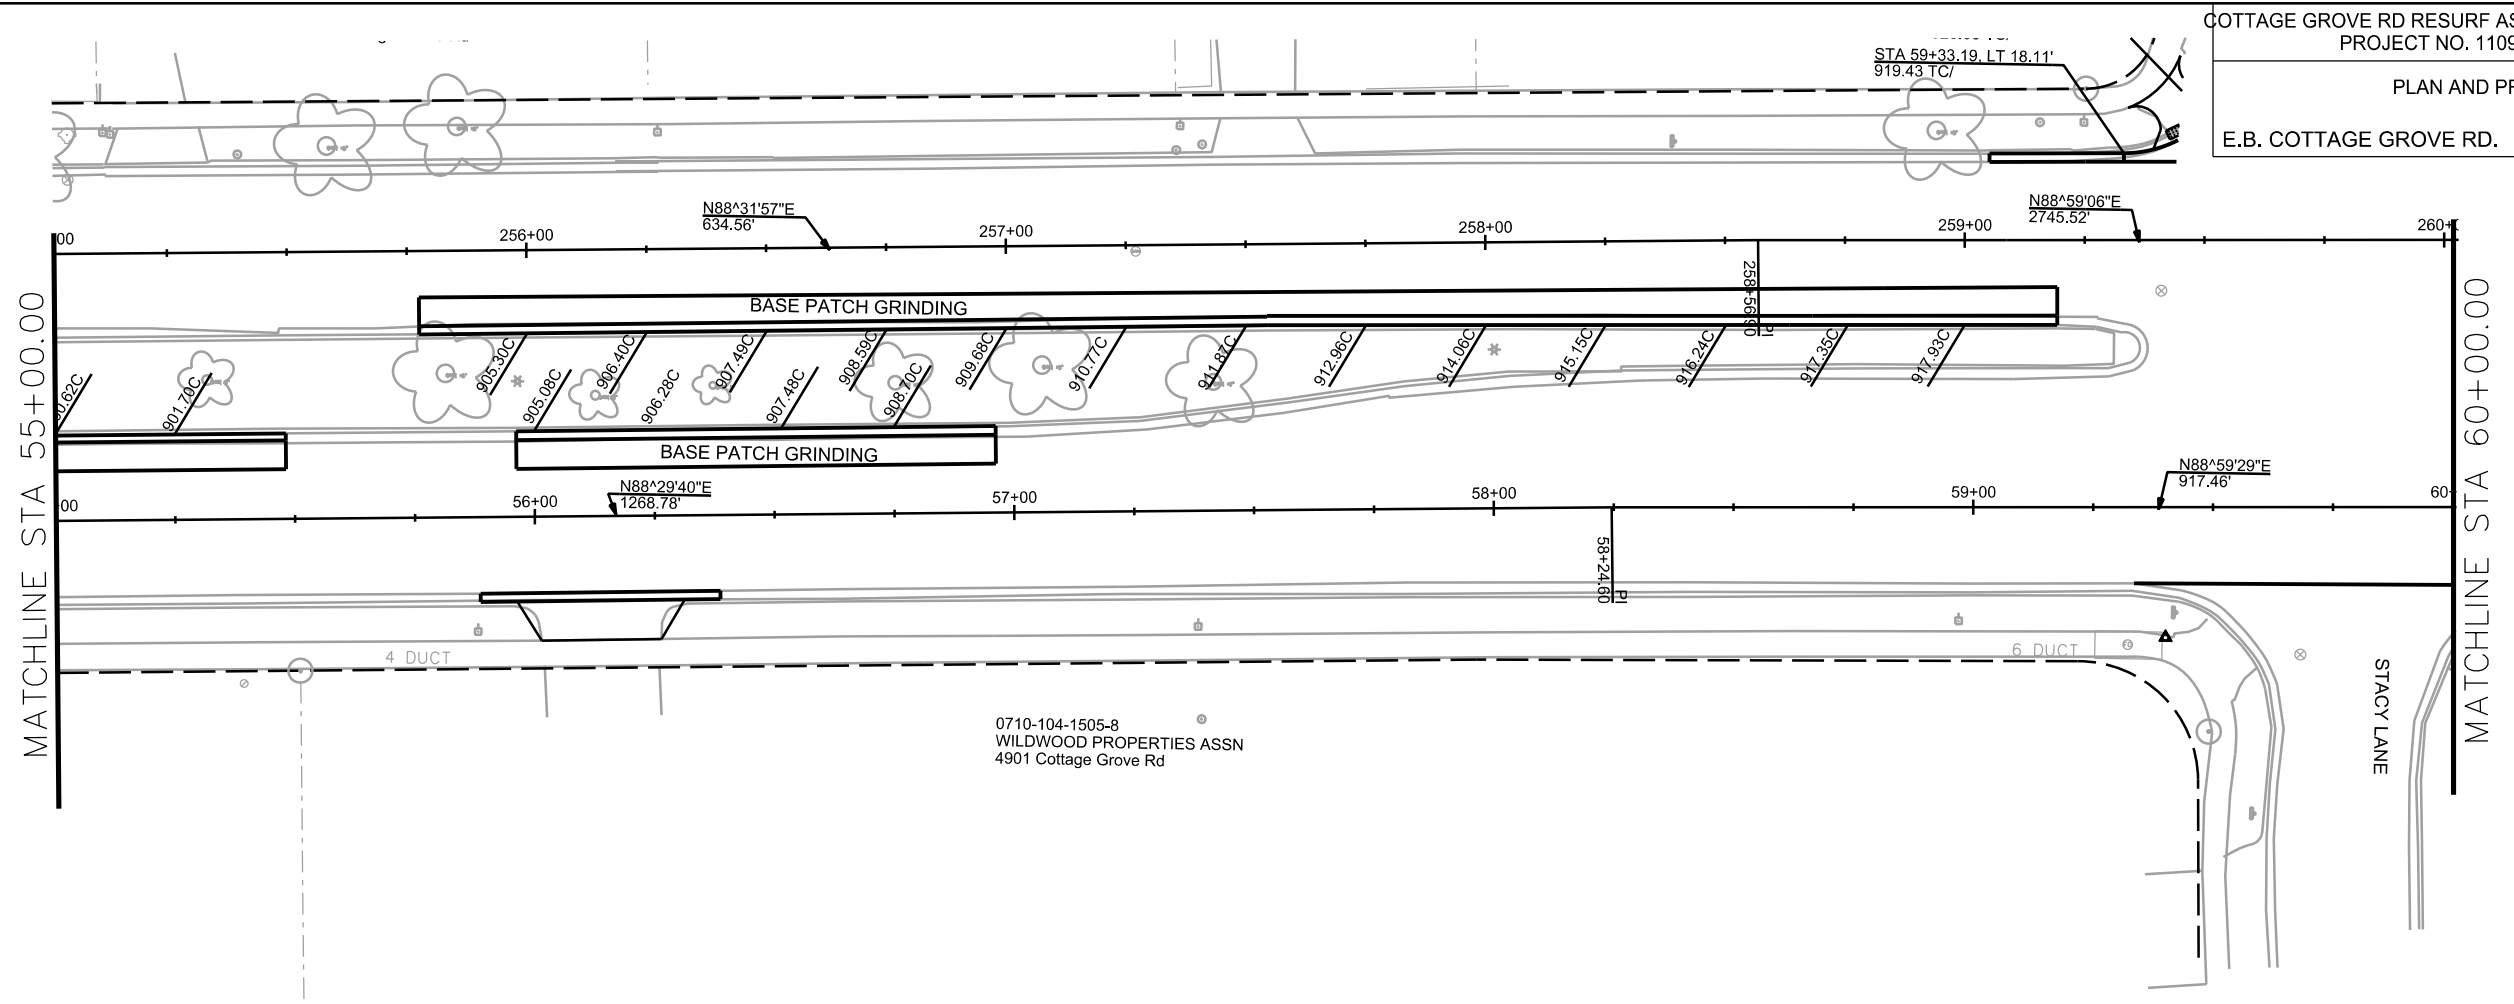 COTTAGE GROVE RD RESURF
PROJECT NO. 1109
PLAN AND
E.B. COTTAGE GROVE RD.
STA 59+33.19, LT 18.11'
919.43 TC/
N88^31'57"E
634.56'
N88^59'06"E
2745.52'
00
256+00
257+00
258+00
259+00
BASE PATCH GRINDING
258+56.90
PI
905.30C
906.40C
907.49C
908.59C
909.68C
910.77C
911.87C
912.96C
914.06C
915.15C
916.24C
917.35C
917.93C
901.70C
905.08C
906.28C
907.48C
908.70C
BASE PATCH GRINDING
MATCHLINE STA 55+00.00
MATCHLINE STA 60+00.00
N88^29'40"E
1268.78'
N88^59'29"E
917.46'
00
56+00
57+00
58+00
59+00
58+24.60
PI
4 DUCT
6 DUCT
STACY LANE
0710-104-1505-8
WILDWOOD PROPERTIES ASSN
4901 Cottage Grove Rd